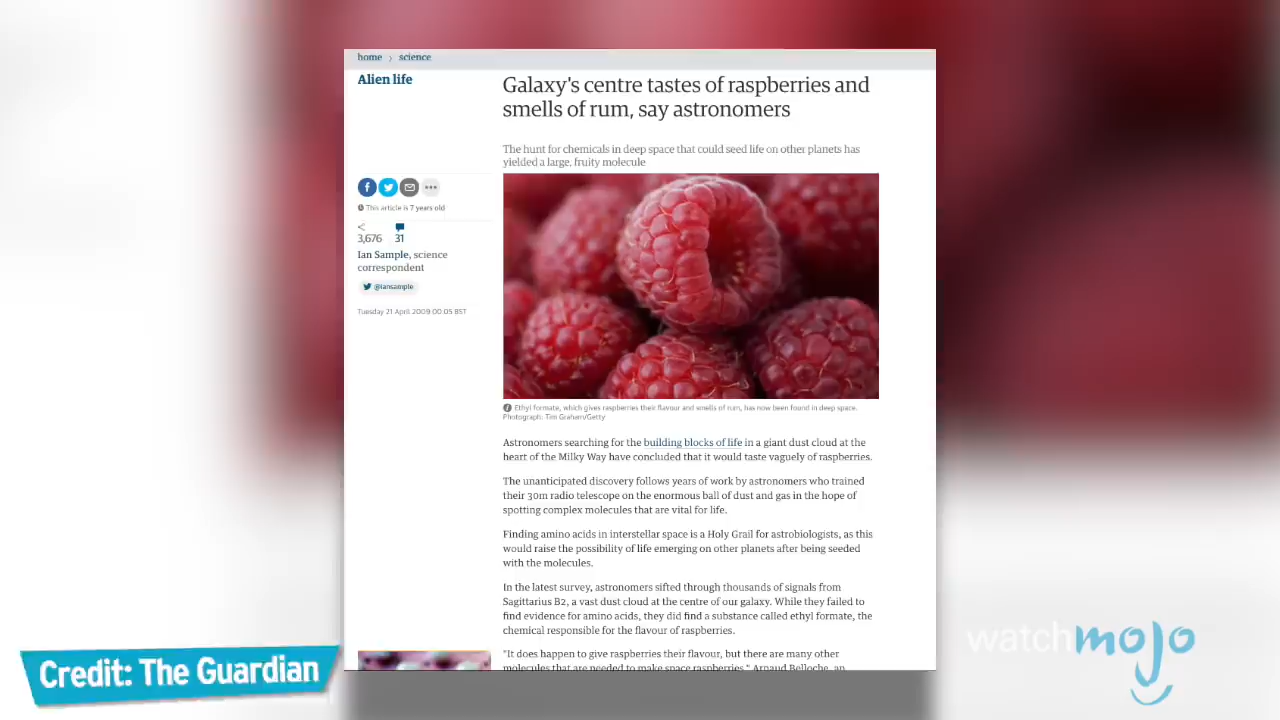 home > science
Alien life
Galaxy's centre tastes of raspberries and
smells of rum, say astronomers
The hunt for chemicals in deep space that could seed life on other planets has
yielded a large, fruity molecule
This article is 7 years old
3,676 31
Ian Sample, science
correspondent
@iansample
Tuesday 21 April 2009 00.05 BST
Ethyl formate, which gives raspberries their flavour and smells of rum, has now been found in deep space.
Photograph: Tim Graham/Getty
Astronomers searching for the building blocks of life in a giant dust cloud at the
heart of the Milky Way have concluded that it would taste vaguely of raspberries.
The unanticipated discovery follows years of work by astronomers who trained
their 30m radio telescope on the enormous ball of dust and gas in the hope of
spotting complex molecules that are vital for life.
Finding amino acids in interstellar space is a Holy Grail for astrobiologists, as this
would raise the possibility of life emerging on other planets after being seeded
with the molecules.
In the latest survey, astronomers sifted through thousands of signals from
Sagittarius B2, a vast dust cloud at the centre of our galaxy. While they failed to
find evidence for amino acids, they did find a substance called ethyl formate, the
chemical responsible for the flavour of raspberries.
"It does happen to give raspberries their flavour, but there are many other
molecules that are needed to make space raspberries," Arnaud Belloche, an
Credit: The Guardian
watchmojo